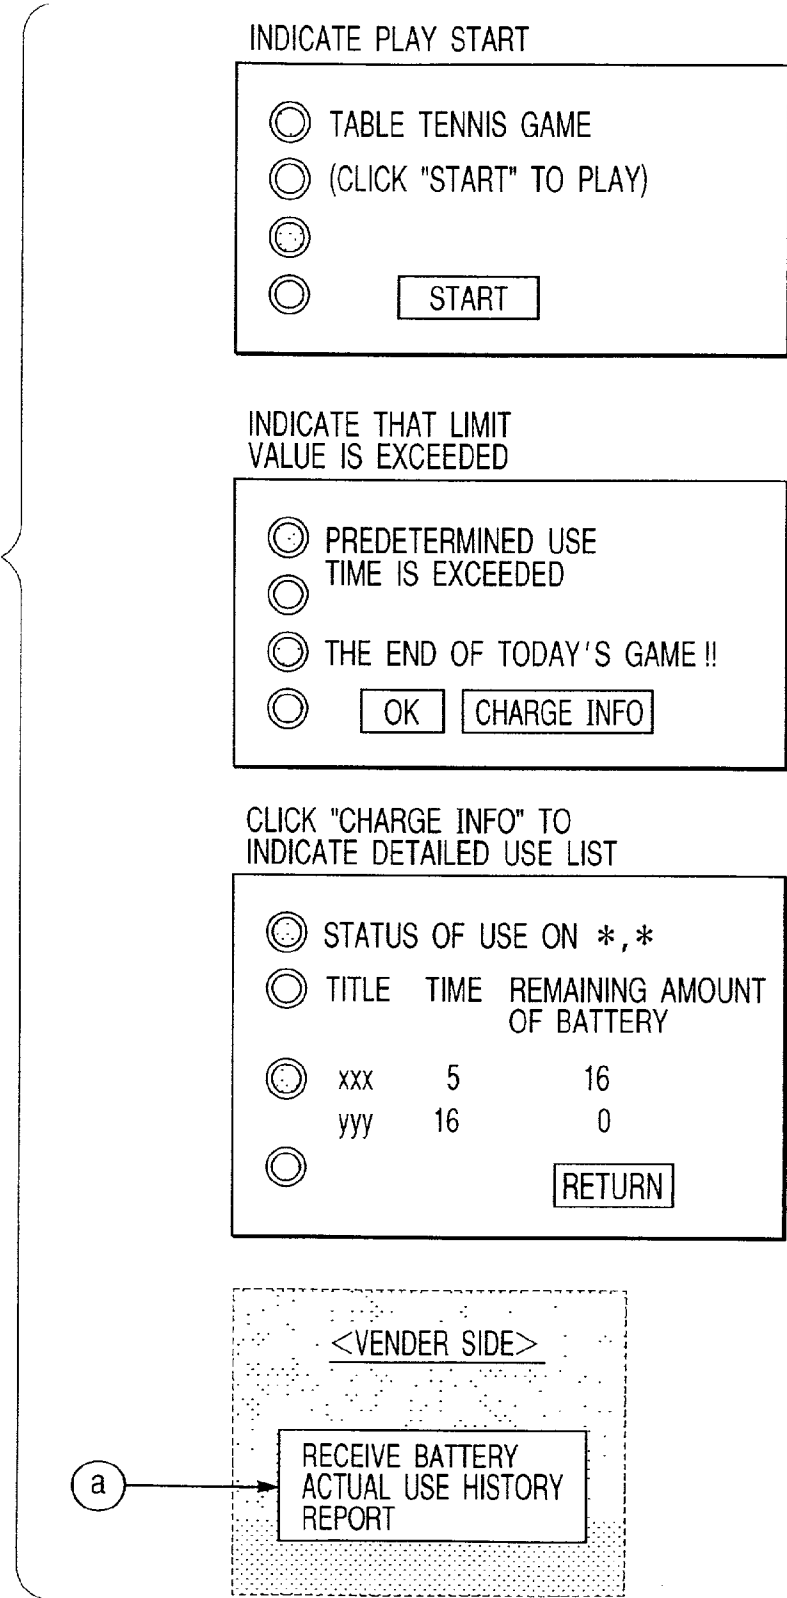 INDICATE PLAY START
TABLE TENNIS GAME
(CLICK "START" TO PLAY)
START
INDICATE THAT LIMIT
VALUE IS EXCEEDED
PREDETERMINED USE
TIME IS EXCEEDED
THE END OF TODAY'S GAME !!
OK CHARGE INFO
CLICK "CHARGE INFO" TO
INDICATE DETAILED USE LIST
STATUS OF USE ON *,*
TITLE TIME REMAINING AMOUNT
OF BATTERY
xxx 5 16
yyy 16 0
RETURN
<VENDER SIDE>
a
RECEIVE BATTERY
ACTUAL USE HISTORY
REPORT